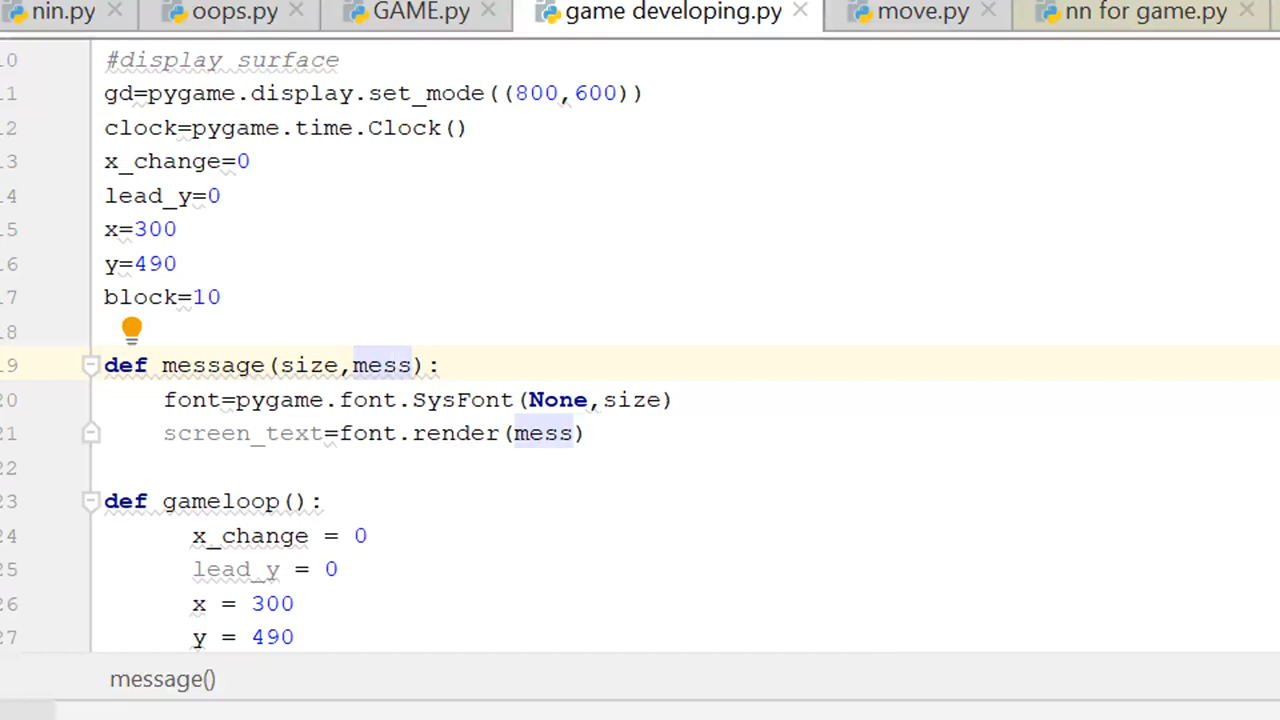 nin.py oops.py GAME.py game developing.py move.py nn for game.py
10 #display surface
11 gd=pygame.display.set_mode((800,600))
12 clock=pygame.time.Clock()
13 x_change=0
14 lead_y=0
15 x=300
16 y=490
17 block=10
18
19 def message(size,mess):
20 font=pygame.font.SysFont(None,size)
21 screen_text=font.render(mess)
22
23 def gameloop():
24 x_change = 0
25 lead_y = 0
26 x = 300
27 y = 490
message()